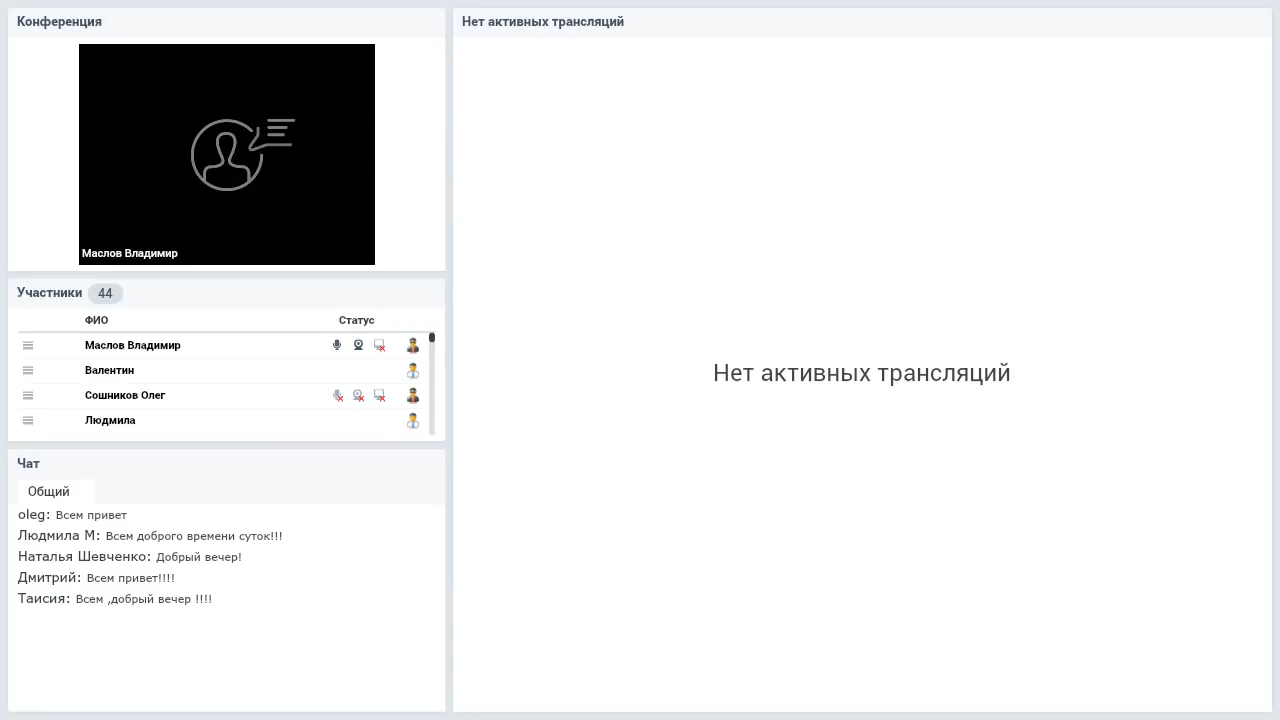 Конференция
Маслов Владимир
Участники 44
ФИО Статус
Маслов Владимир
Валентин
Сошников Олег
Людмила
Чат
Общий
oleg: Всем привет
Людмила М: Всем доброго времени суток!!!
Наталья Шевченко: Добрый вечер!
Дмитрий: Всем привет!!!!
Таисия: Всем ,добрый вечер !!!!
Нет активных трансляций
Нет активных трансляций